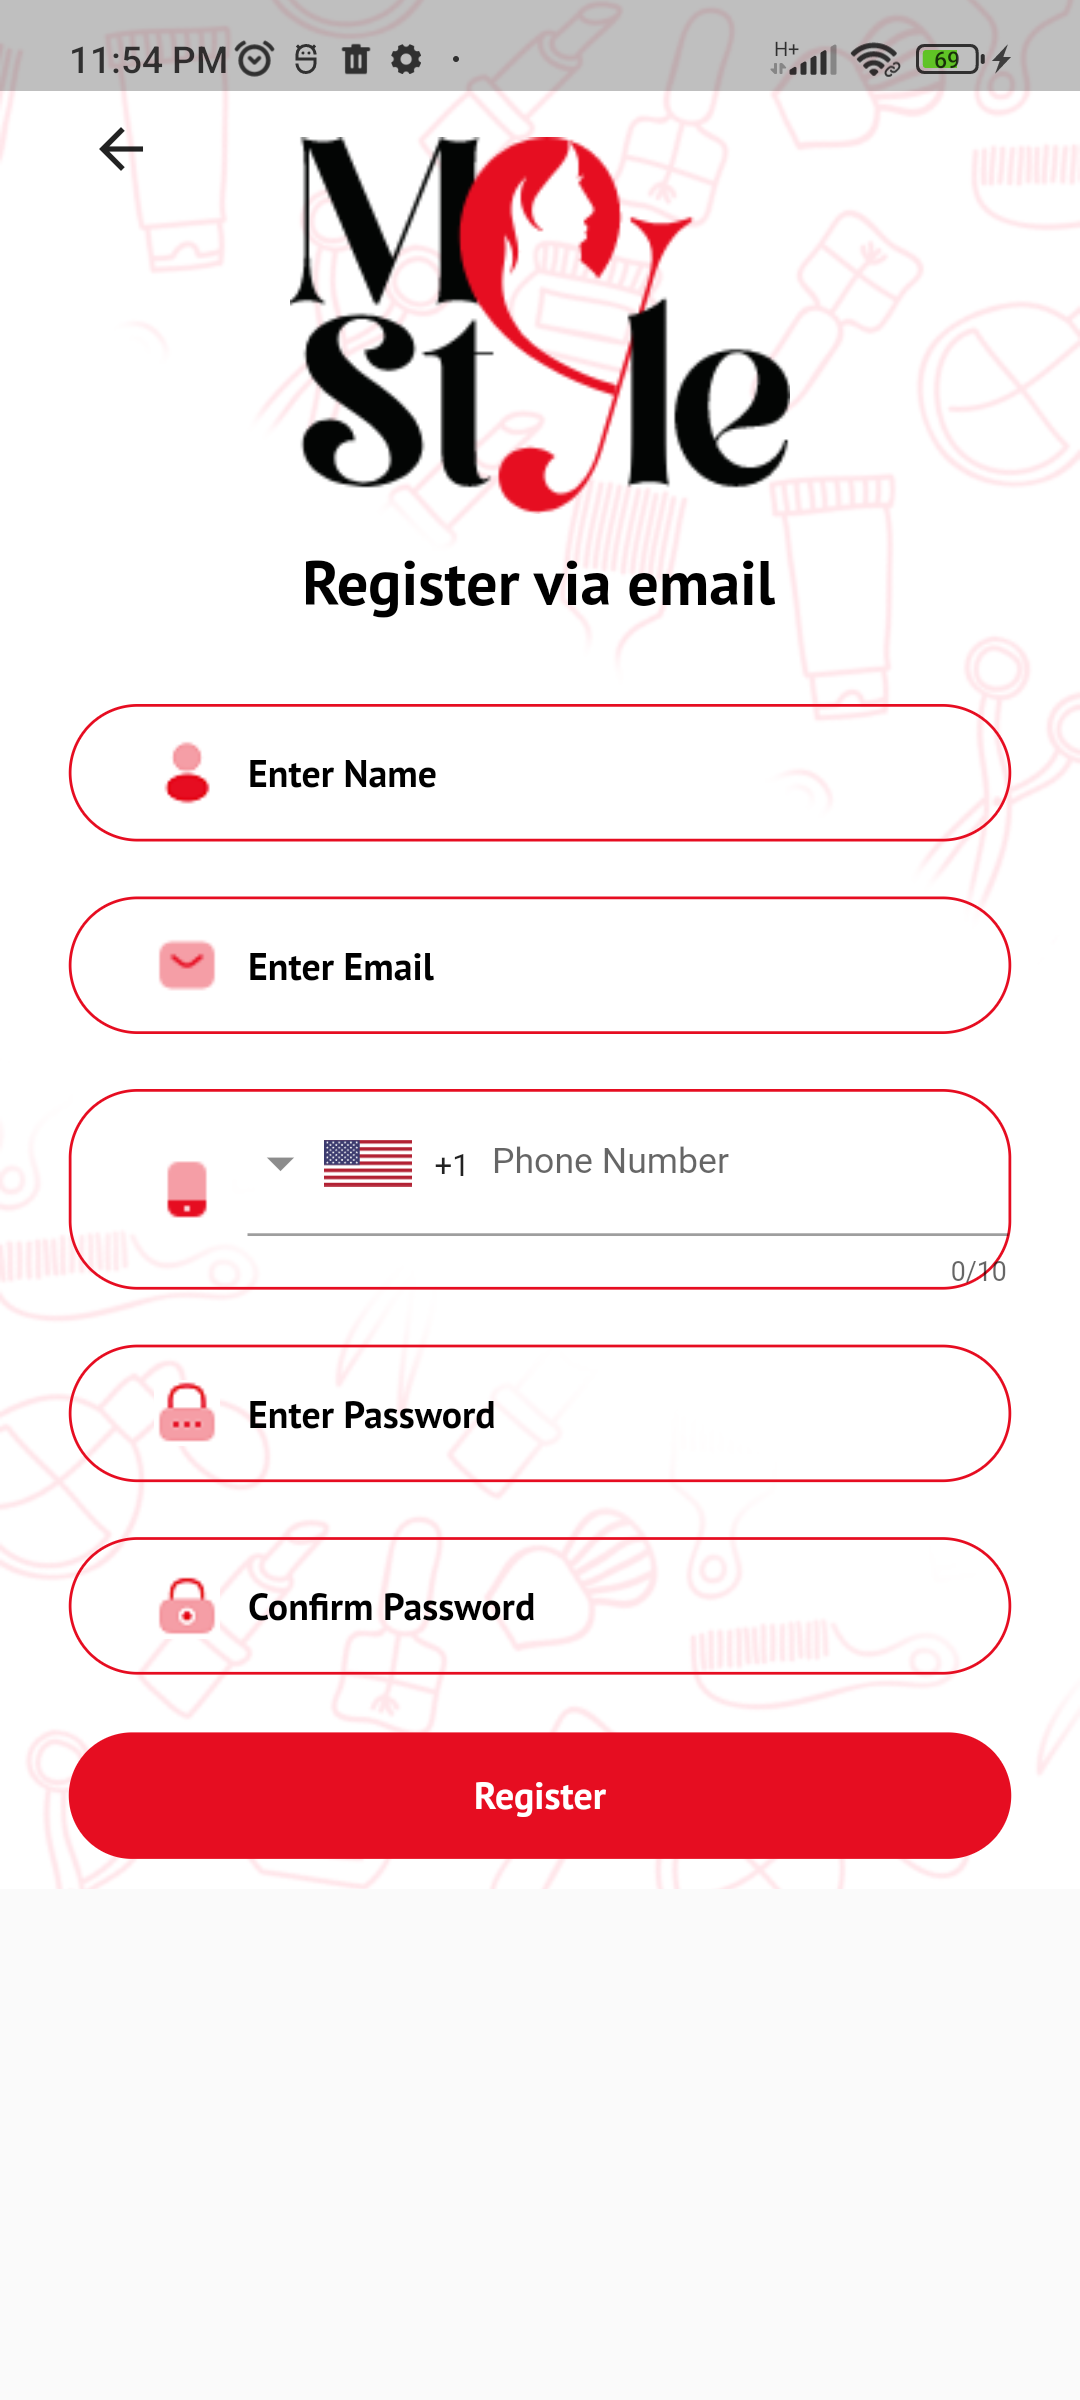 11:54 PM H+ 69
Mo
Style
Register via email
Enter Name
Enter Email
+1 Phone Number
0/10
Enter Password
Confirm Password
Register